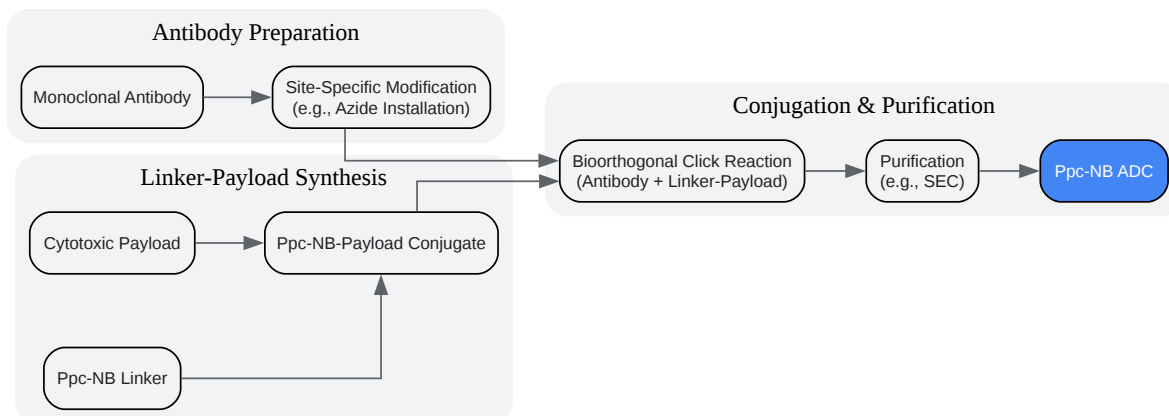 Antibody Preparation
Monoclonal Antibody
Site-Specific Modification
(e.g., Azide Installation)
Linker-Payload Synthesis
Cytotoxic Payload
Ppc-NB-Payload Conjugate
Ppc-NB Linker
Conjugation & Purification
Bioorthogonal Click Reaction
(Antibody + Linker-Payload)
Purification
(e.g., SEC)
Ppc-NB ADC